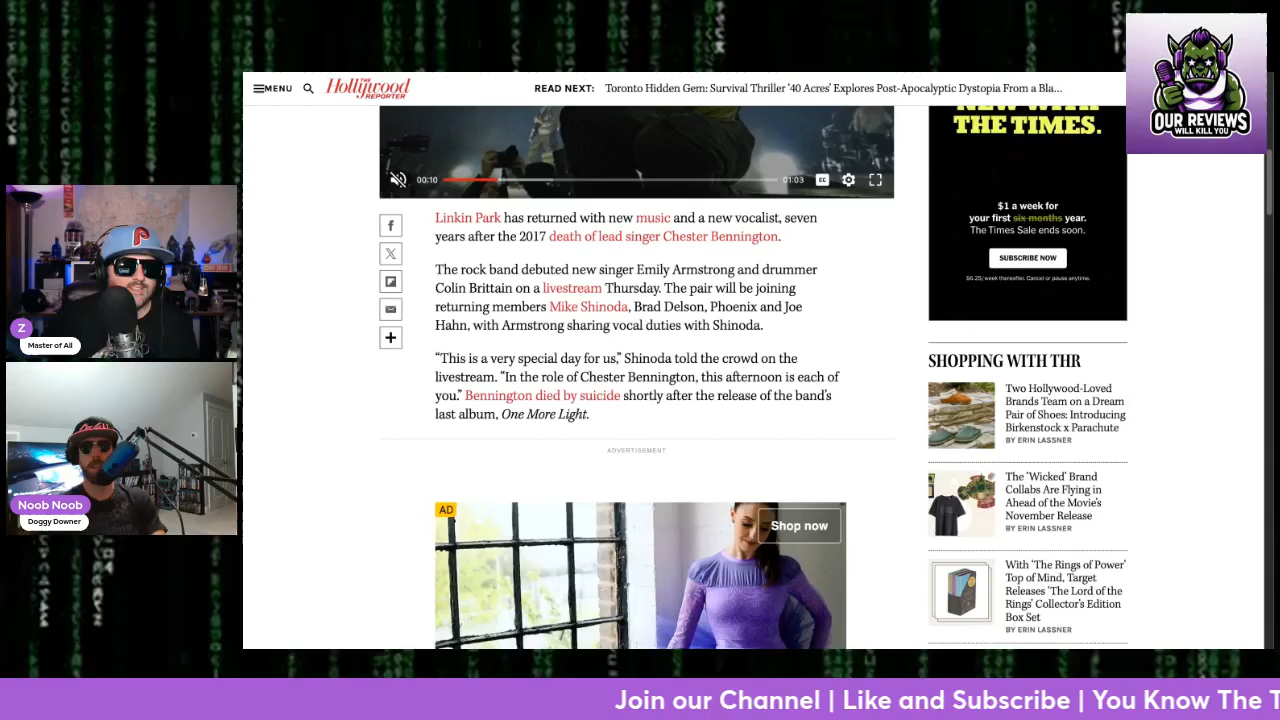 MENU
THE
Hollywood
REPORTER
READ NEXT: Toronto Hidden Gem: Survival Thriller '40 Acres' Explores Post-Apocalyptic Dystopia From a Bla...
OUR REVIEWS
WILL KILL YOU
NEW WITH
THE TIMES.
$1 a week for
your first six months year.
The Times Sale ends soon.
SUBSCRIBE NOW
$6.25/week thereafter. Cancel or pause anytime.
00:10
01:03
CC
Linkin Park has returned with new music and a new vocalist, seven
years after the 2017 death of lead singer Chester Bennington.
The rock band debuted new singer Emily Armstrong and drummer
Colin Brittain on a livestream Thursday. The pair will be joining
returning members Mike Shinoda, Brad Delson, Phoenix and Joe
Hahn, with Armstrong sharing vocal duties with Shinoda.
“This is a very special day for us,” Shinoda told the crowd on the
livestream. “In the role of Chester Bennington, this afternoon is each of
you.” Bennington died by suicide shortly after the release of the band’s
last album, One More Light.
ADVERTISEMENT
AD
Shop now
SHOPPING WITH THR
Two Hollywood-Loved
Brands Team on a Dream
Pair of Shoes: Introducing
Birkenstock x Parachute
BY ERIN LASSNER
The ‘Wicked’ Brand
Collabs Are Flying in
Ahead of the Movie’s
November Release
BY ERIN LASSNER
With ‘The Rings of Power’
Top of Mind, Target
Releases ‘The Lord of the
Rings’ Collector’s Edition
Box Set
BY ERIN LASSNER
P
Z
Master of All
Noob Noob
Doggy Downer
Join our Channel | Like and Subscribe | You Know The T